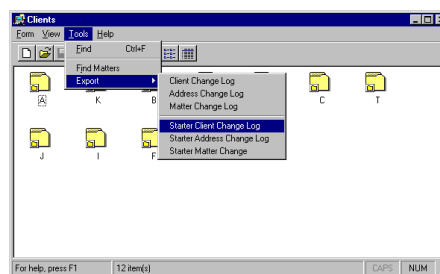 Clients
Form View Tools Help
Find Ctrl+F
Find Matters
Export
Client Change Log
Address Change Log
Matter Change Log
Starter Client Change Log
Starter Address Change Log
Starter Matter Change
A K B C T
J I F
For help, press F1 12 item(s) CAPS NUM